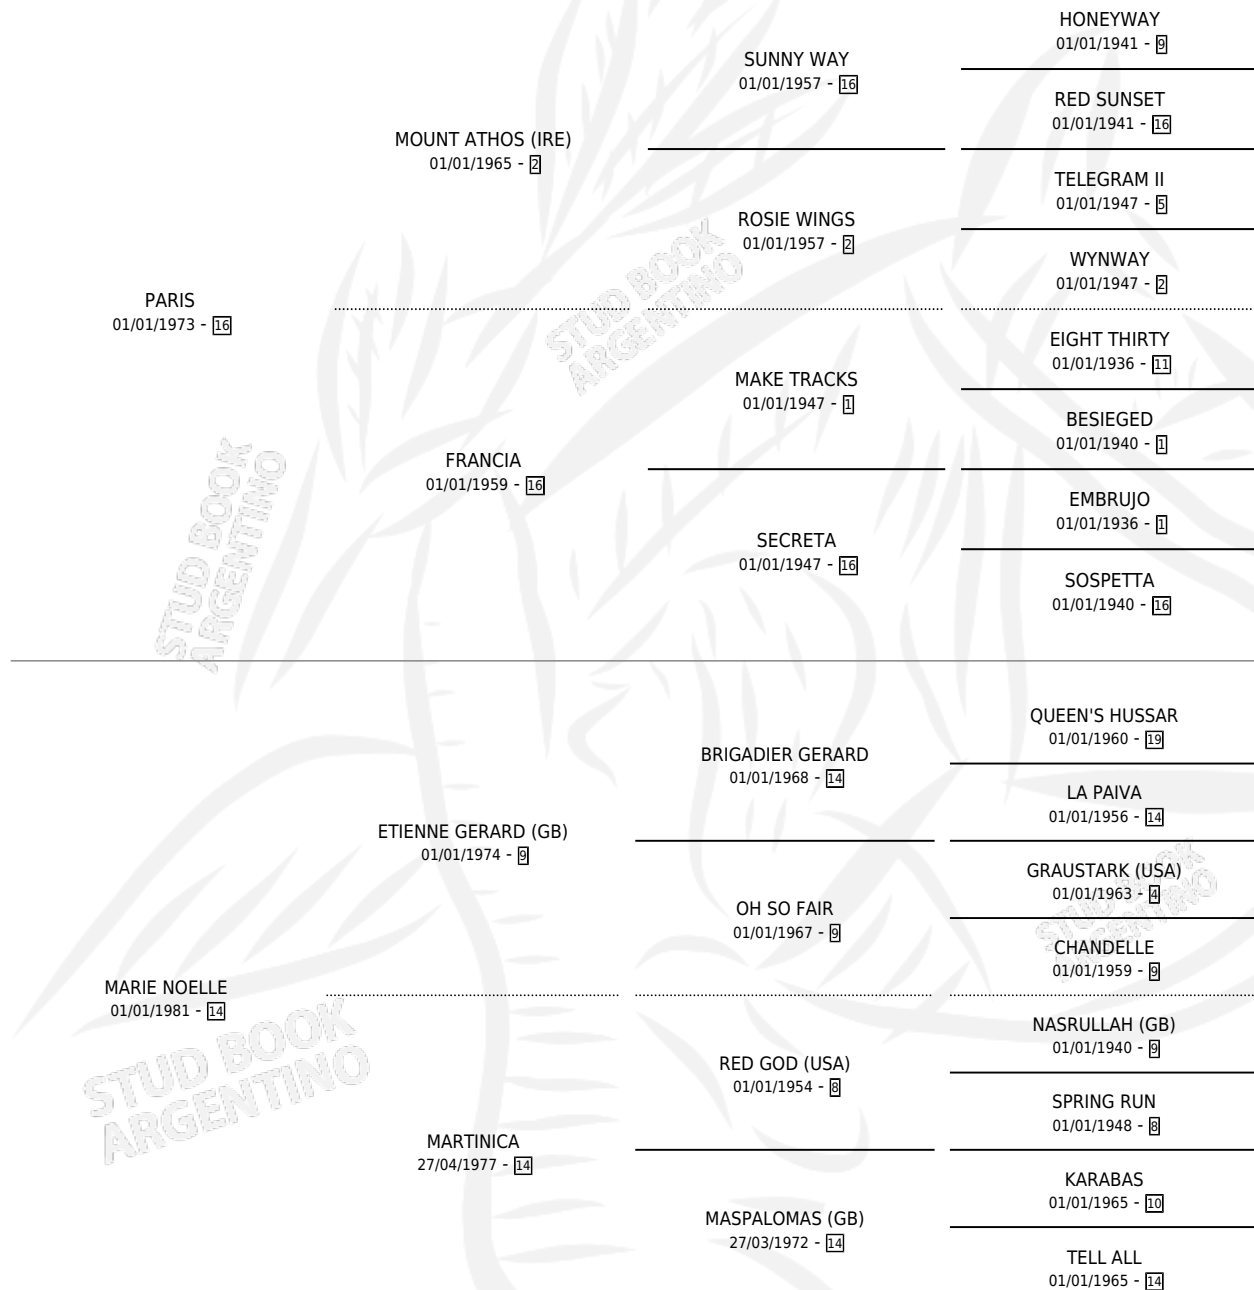 HONEYWAY
01/01/1941 - 9
SUNNY WAY
01/01/1957 - 16
RED SUNSET
01/01/1941 - 16
MOUNT ATHOS (IRE)
01/01/1965 - 2
TELEGRAM II
01/01/1947 - 5
ROSIE WINGS
01/01/1957 - 2
WYNWAY
01/01/1947 - 2
PARIS
01/01/1973 - 16
EIGHT THIRTY
01/01/1936 - 11
MAKE TRACKS
01/01/1947 - 1
BESIEGED
01/01/1940 - 1
FRANCIA
01/01/1959 - 16
EMBRUJO
01/01/1936 - 1
SECRETA
01/01/1947 - 16
SOSPETTA
01/01/1940 - 16
QUEEN'S HUSSAR
01/01/1960 - 19
BRIGADIER GERARD
01/01/1968 - 14
LA PAIVA
01/01/1956 - 14
ETIENNE GERARD (GB)
01/01/1974 - 9
GRAUSTARK (USA)
01/01/1963 - 4
OH SO FAIR
01/01/1967 - 9
CHANDELLE
01/01/1959 - 9
MARIE NOELLE
01/01/1981 - 14
NASRULLAH (GB)
01/01/1940 - 9
RED GOD (USA)
01/01/1954 - 8
SPRING RUN
01/01/1948 - 8
MARTINICA
27/04/1977 - 14
KARABAS
01/01/1965 - 10
MASPALOMAS (GB)
27/03/1972 - 14
TELL ALL
01/01/1965 - 14
STUD BOOK
ARGENTINO
STUD BOOK
ARGENTINO
STUD BOOK
ARGENTINO
STUD BOOK
ARGENTINO